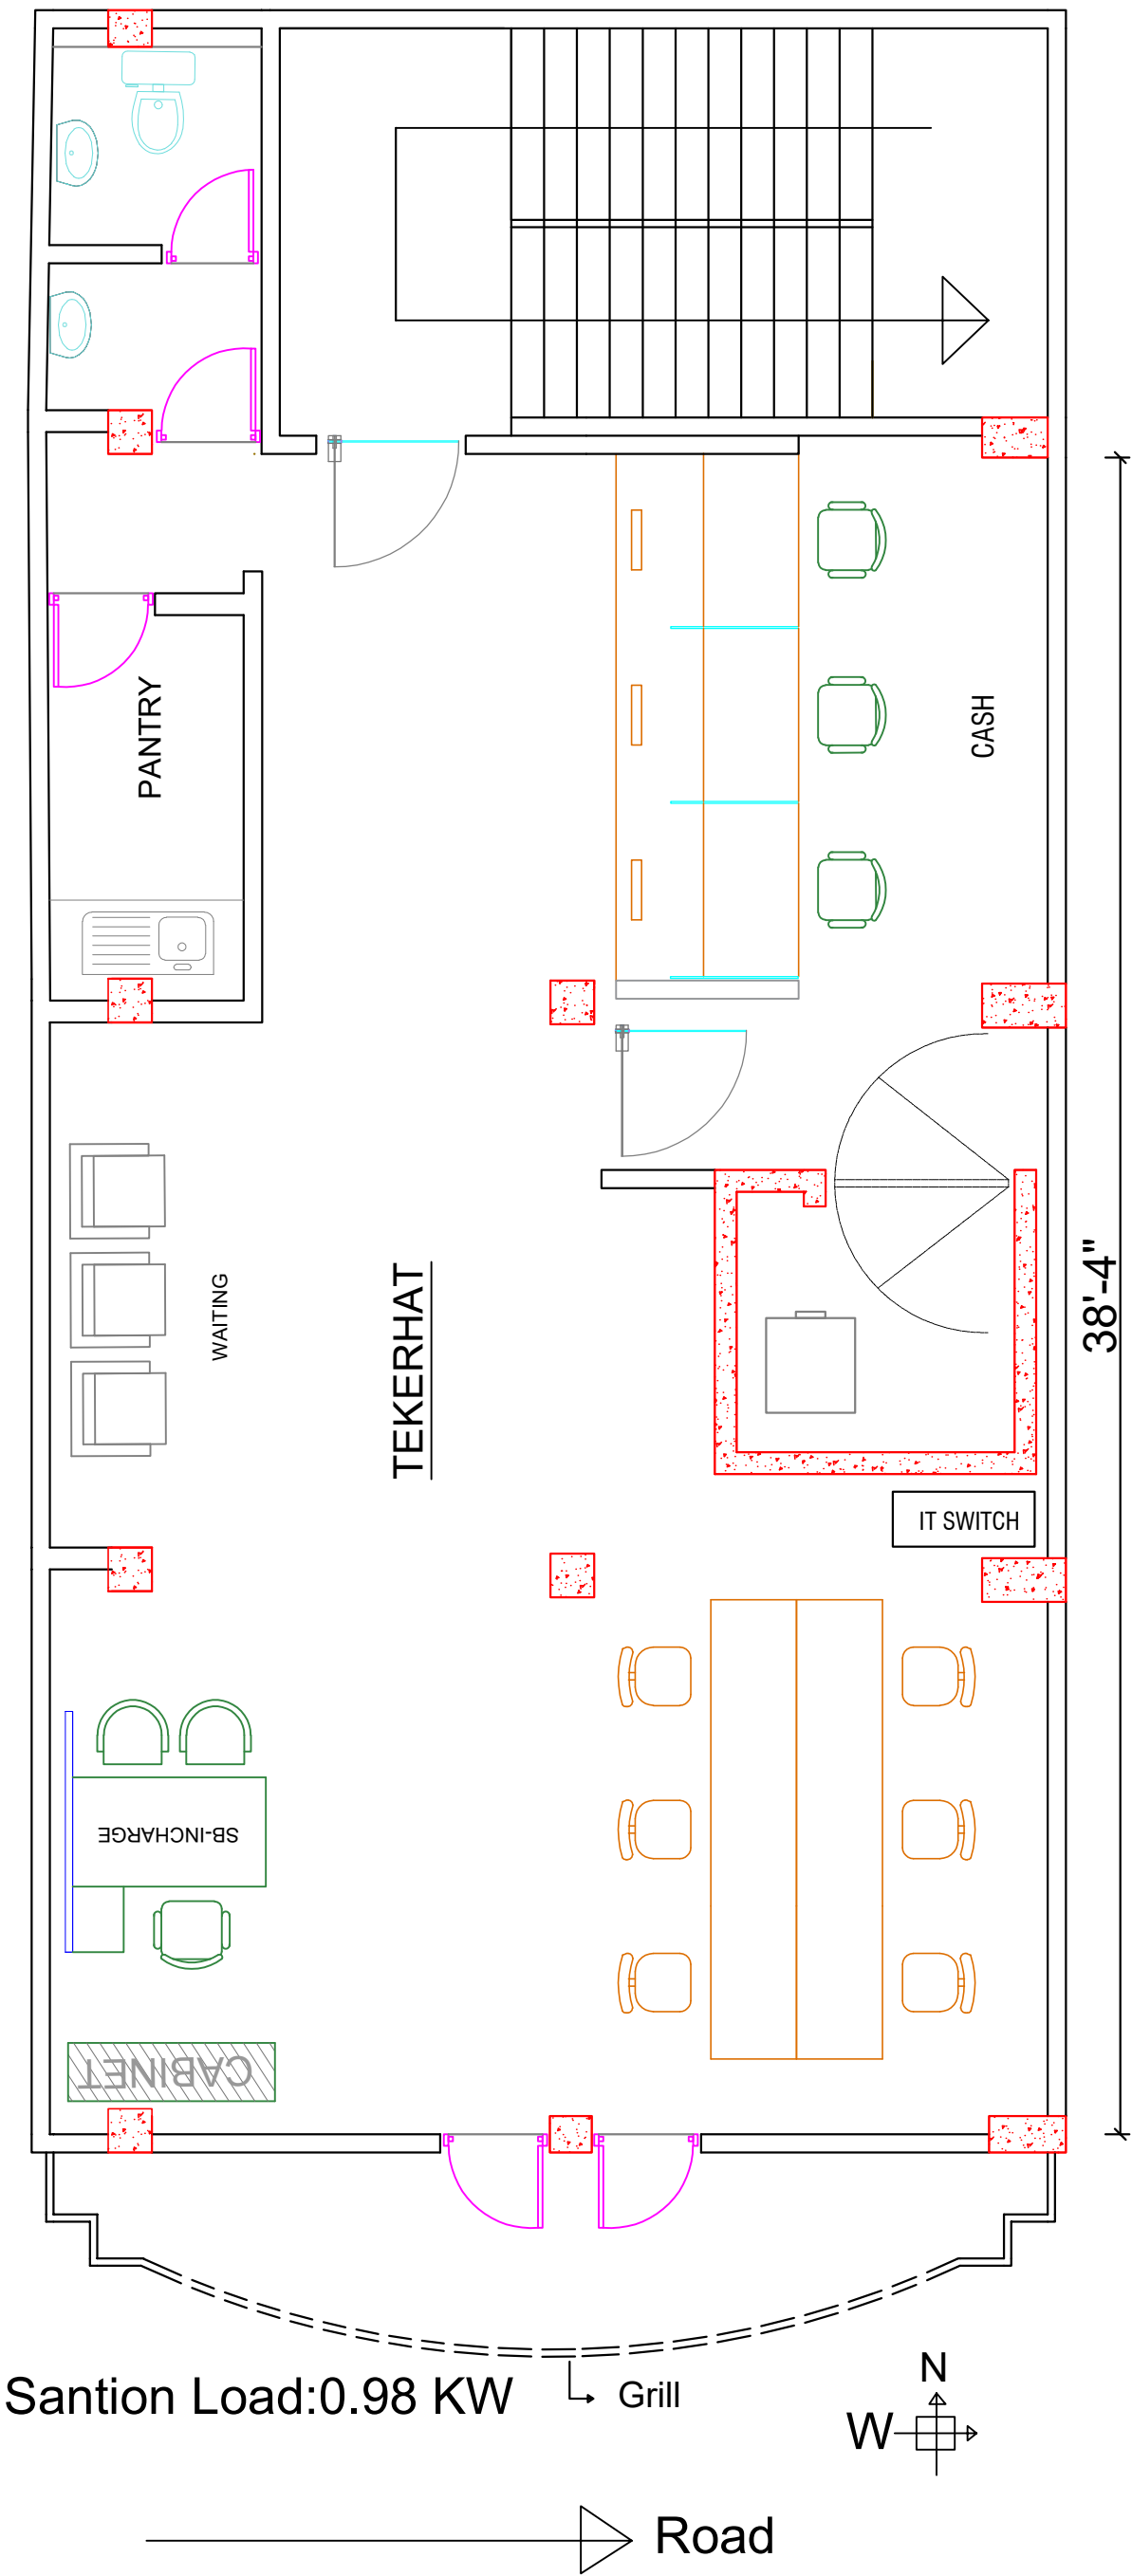 PANTRY
CASH
WAITING
TEKERHAT
38'-4"
IT SWITCH
SB-INCHARGE
CABINET
Santion Load:0.98 KW
Grill
N
W
Road